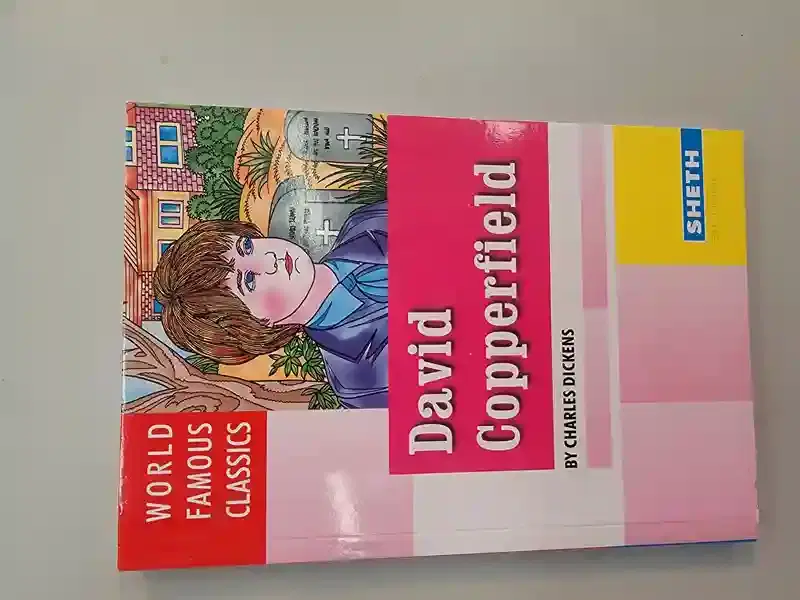 WORLD
FAMOUS
CLASSICS
David
Copperfield
BY CHARLES DICKENS
SHETH